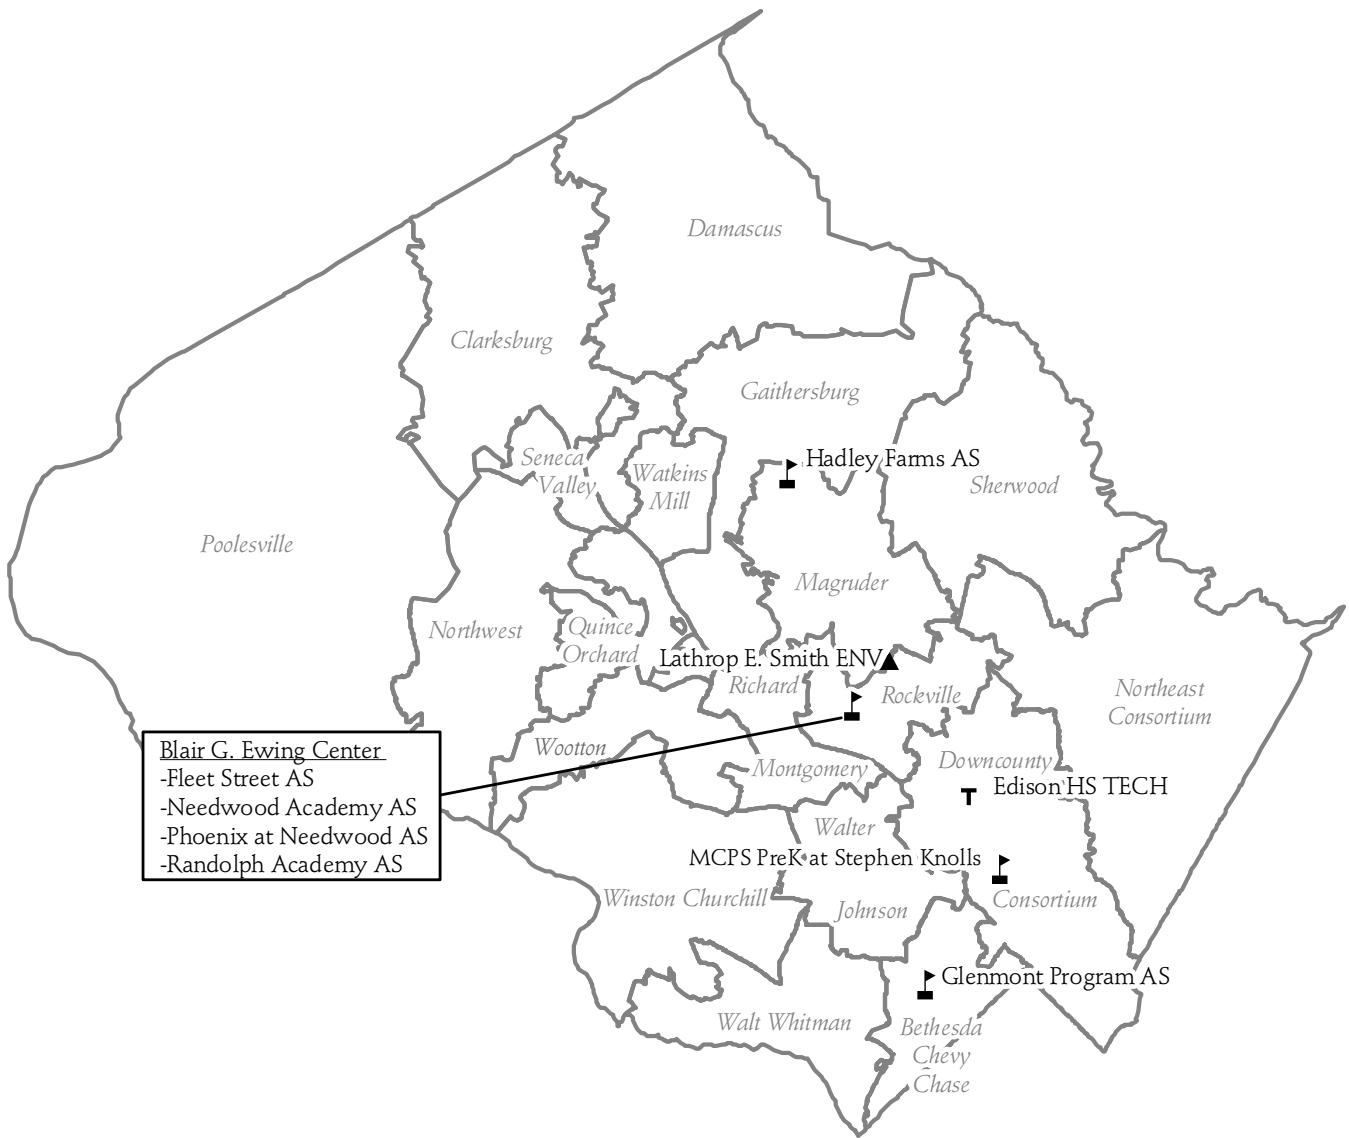 Damascus
Clarksburg
Gaithersburg
Hadley Farms AS
Seneca
Valley
Watkins
Mill
Sherwood
Poolesville
Magruder
Northwest
Quince
Orchard
Lathrop E. Smith ENV
Richard
Rockville
Northeast
Consortium
Wootton
Montgomery
Downcounty
Blair G. Ewing Center
-Fleet Street AS
-Needwood Academy AS
-Phoenix at Needwood AS
-Randolph Academy AS
T
Edison HS TECH
Walter
MCPS PreK at Stephen Knolls
Winston Churchill
Johnson
Consortium
Glenmont Program AS
Walt Whitman
Bethesda
Chevy
Chase